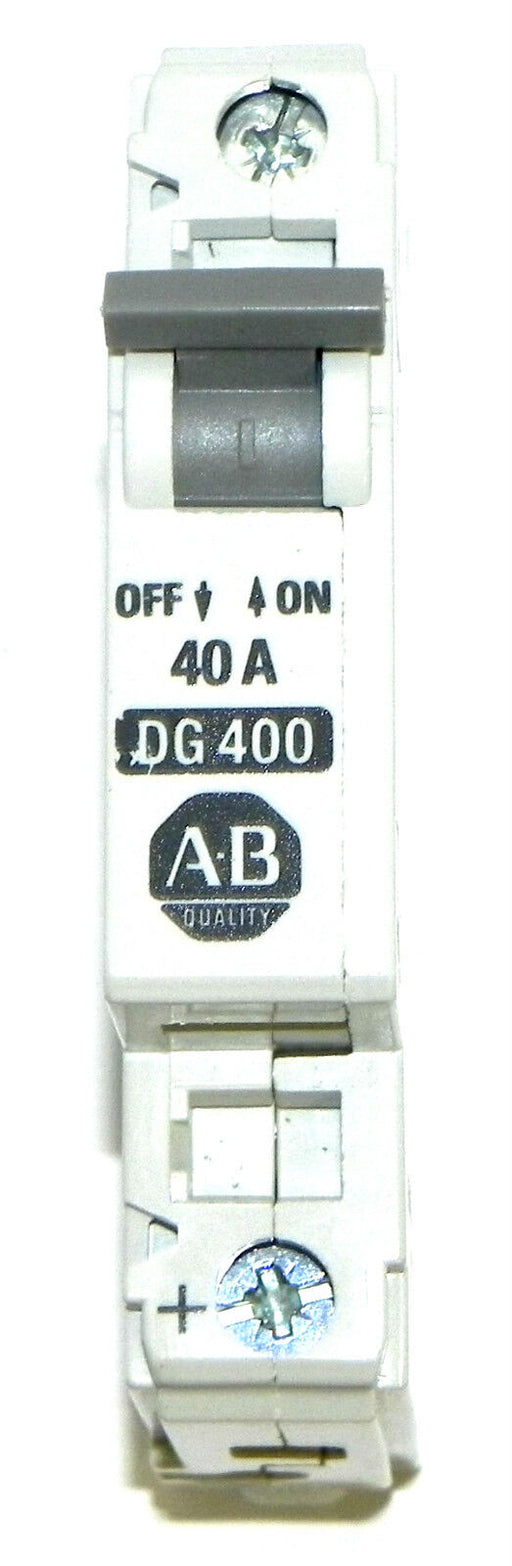 OFF ON
40 A
DG 400
A·B
QUALITY
+